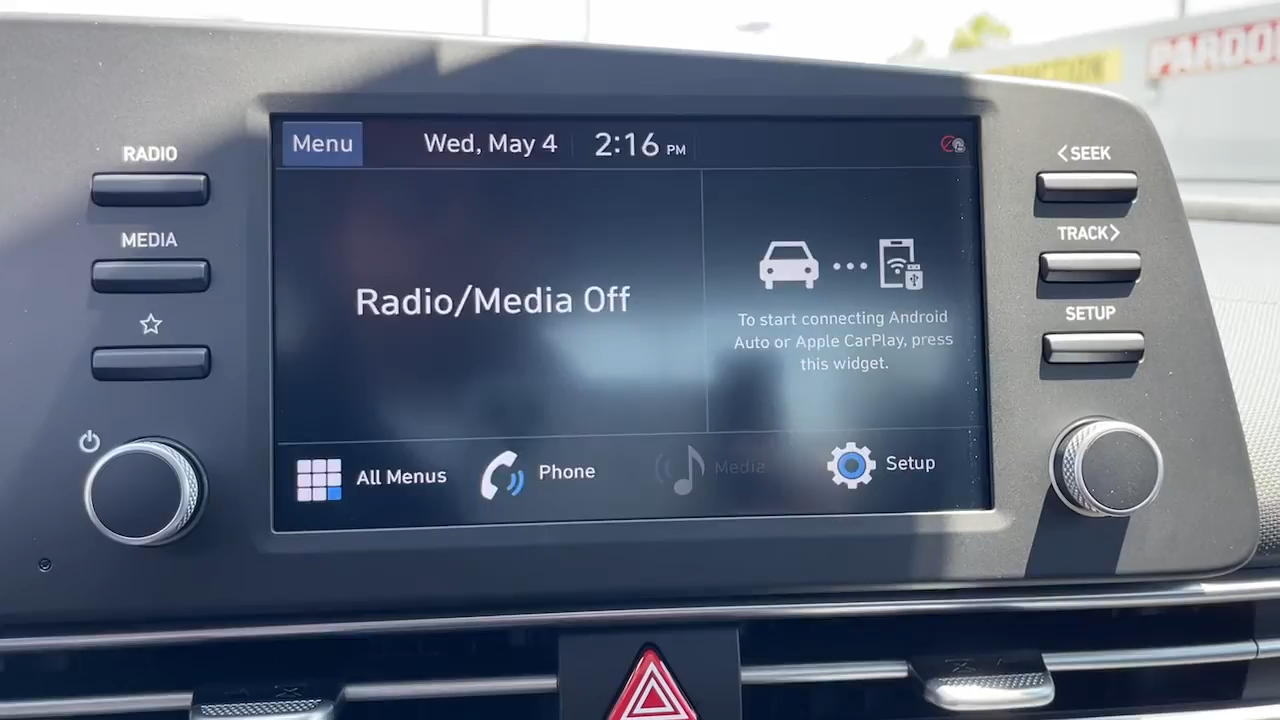 PARDO
RADIO
MEDIA
Menu
Wed, May 4
2:16 PM
Radio/Media Off
To start connecting Android
Auto or Apple CarPlay, press
this widget.
All Menus
Phone
Media
Setup
<SEEK
TRACK>
SETUP